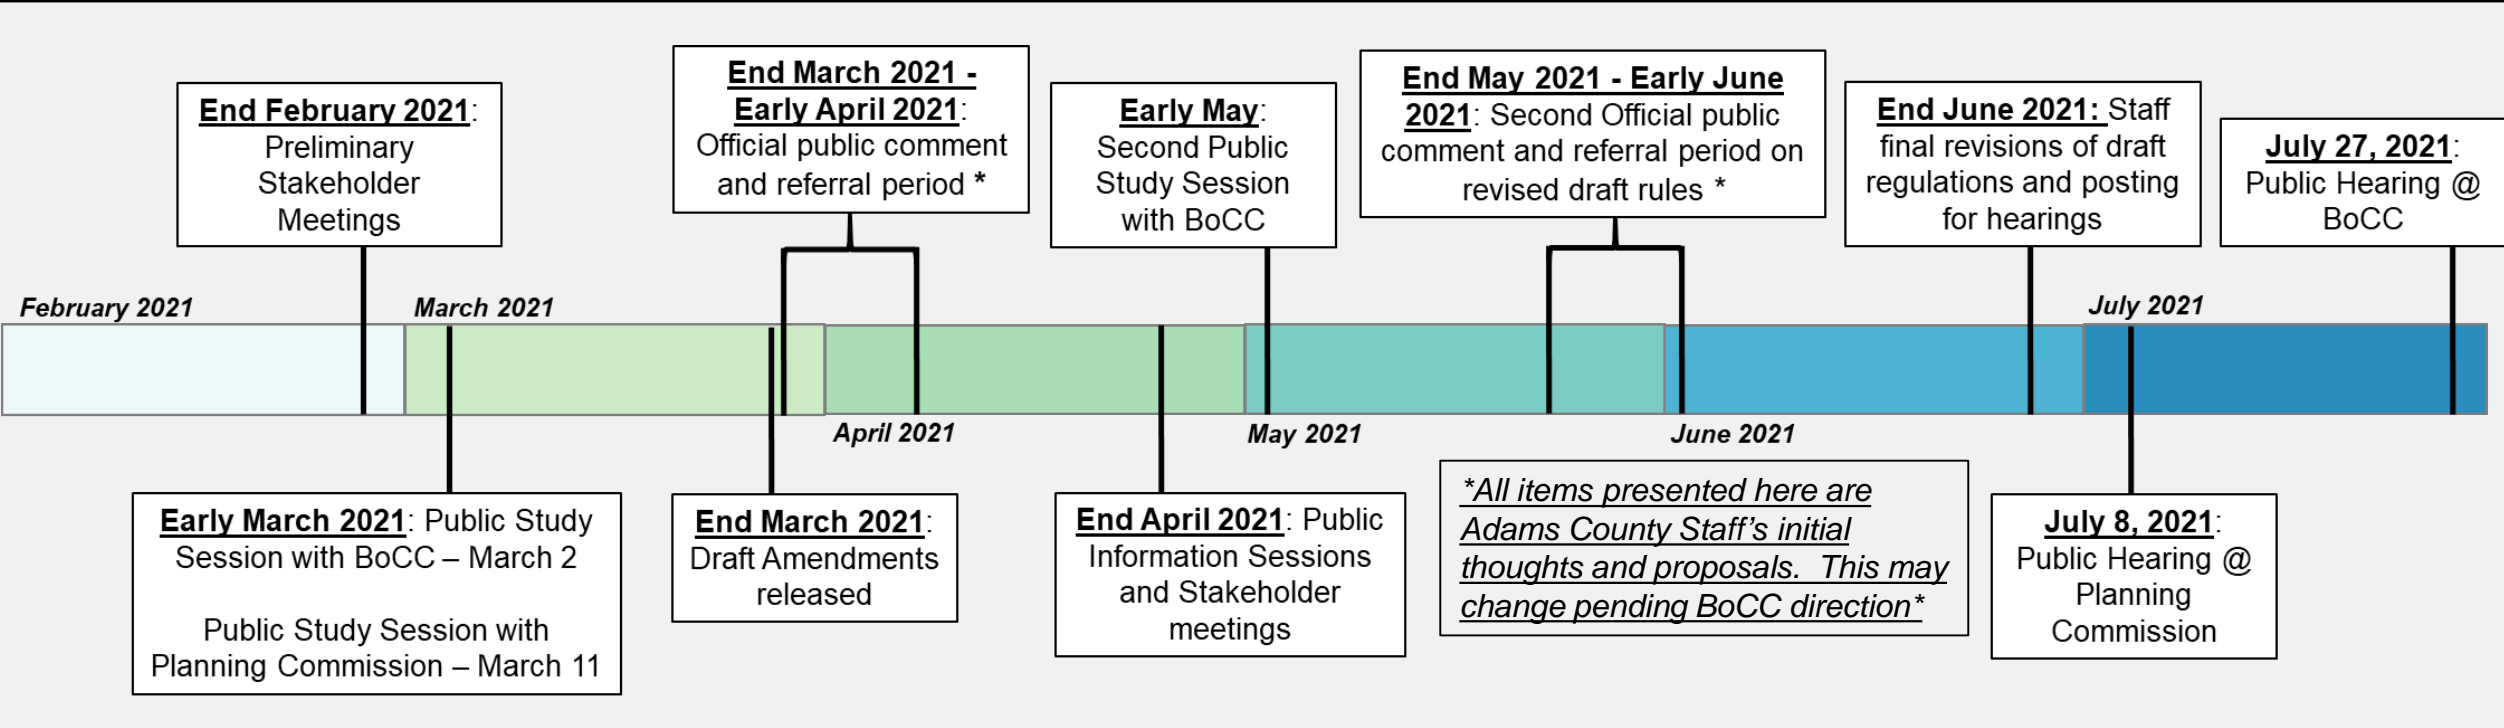 End February 2021:
Preliminary
Stakeholder
Meetings
End March 2021 -
Early April 2021:
Official public comment
and referral period *
Early May:
Second Public
Study Session
with BoCC
End May 2021 - Early June
2021: Second Official public
comment and referral period on
revised draft rules *
End June 2021: Staff
final revisions of draft
regulations and posting
for hearings
July 27, 2021:
Public Hearing @
BoCC
February 2021
March 2021
April 2021
May 2021
June 2021
July 2021
Early March 2021: Public Study
Session with BoCC – March 2
Public Study Session with
Planning Commission – March 11
End March 2021:
Draft Amendments
released
End April 2021: Public
Information Sessions
and Stakeholder
meetings
*All items presented here are
Adams County Staff’s initial
thoughts and proposals.  This may
change pending BoCC direction*
July 8, 2021:
Public Hearing @
Planning
Commission